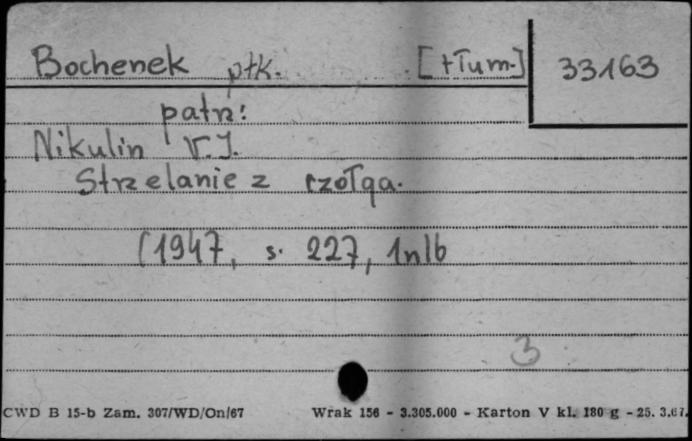 Bochenek płk. [tłum.] 33163
patrz:
Nikulin V.J.
Strzelanie z czołga.
[1947, s. 227, 1nlb
3
CWD B 15-b Zam. 307/WD/On/67 Wrak 156 - 3.305.000 - Karton V kl. 180 g - 25. 3.67.